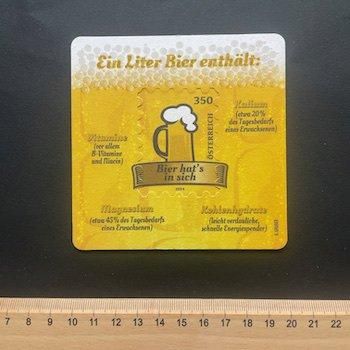 Ein Liter Bier enthält:
350
ÖSTERREICH
Kalium
(etwa 20%
des Tagesbedarfs
eines Erwachsenen)
Vitamine
(vor allem
B-Vitamine
und Niacin)
Bier hat's
in sich
2024
Magnesium
(etwa 45% des Tagesbedarfs
eines Erwachsenen)
Kohlenhydrate
(leicht verdauliche,
schnelle Energiespender)
7 8 9 10 11 12 13 14 15 16 17 18 19 20 21 22